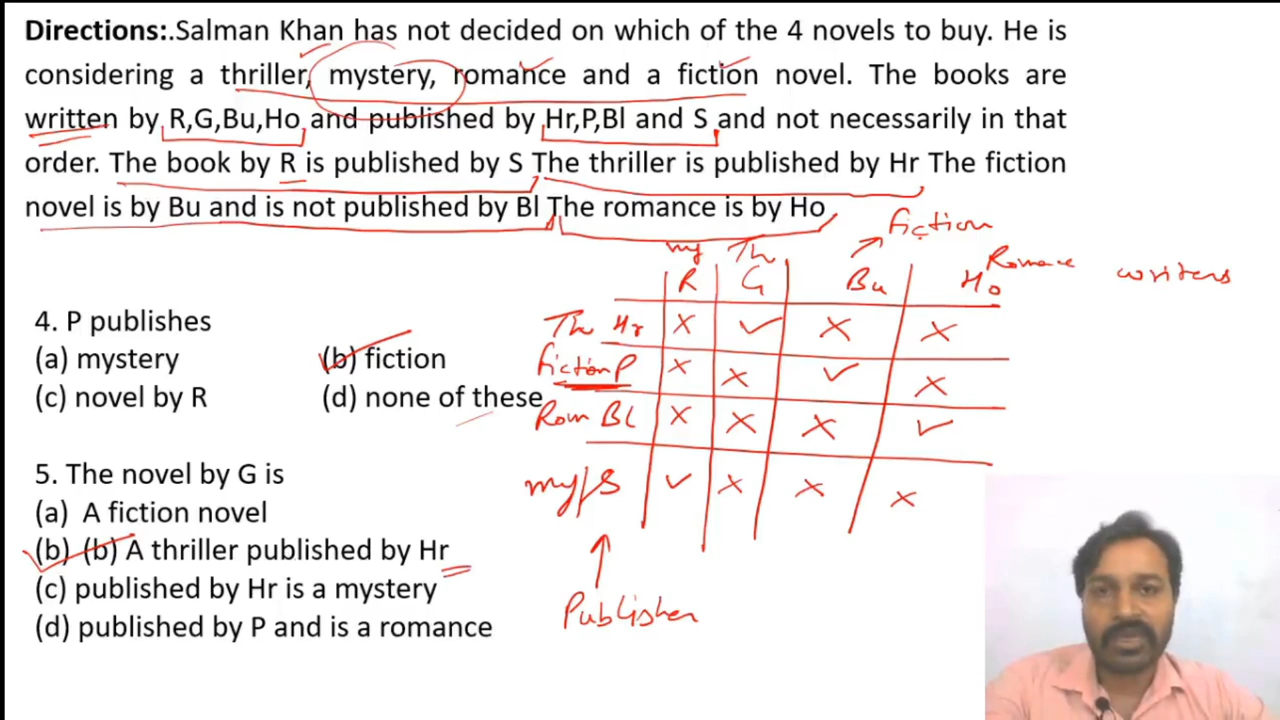 Directions:.Salman Khan has not decided on which of the 4 novels to buy. He is
considering a thriller, mystery, romance and a fiction novel. The books are
written by R,G,Bu,Ho and published by Hr,P,Bl and S and not necessarily in that
order. The book by R is published by S The thriller is published by Hr The fiction
novel is by Bu and is not published by Bl The romance is by Ho
fiction
my Th Romance
R G Bu Ho writers
4. P publishes
(a) mystery (b) fiction
(c) novel by R (d) none of these
Th Hr × ✓ × ×
fiction P × × ✓ ×
Rom Bl × × × ✓
my/S ✓ × × ×
Publisher
5. The novel by G is
(a) A fiction novel
(b) (b) A thriller published by Hr
(c) published by Hr is a mystery
(d) published by P and is a romance